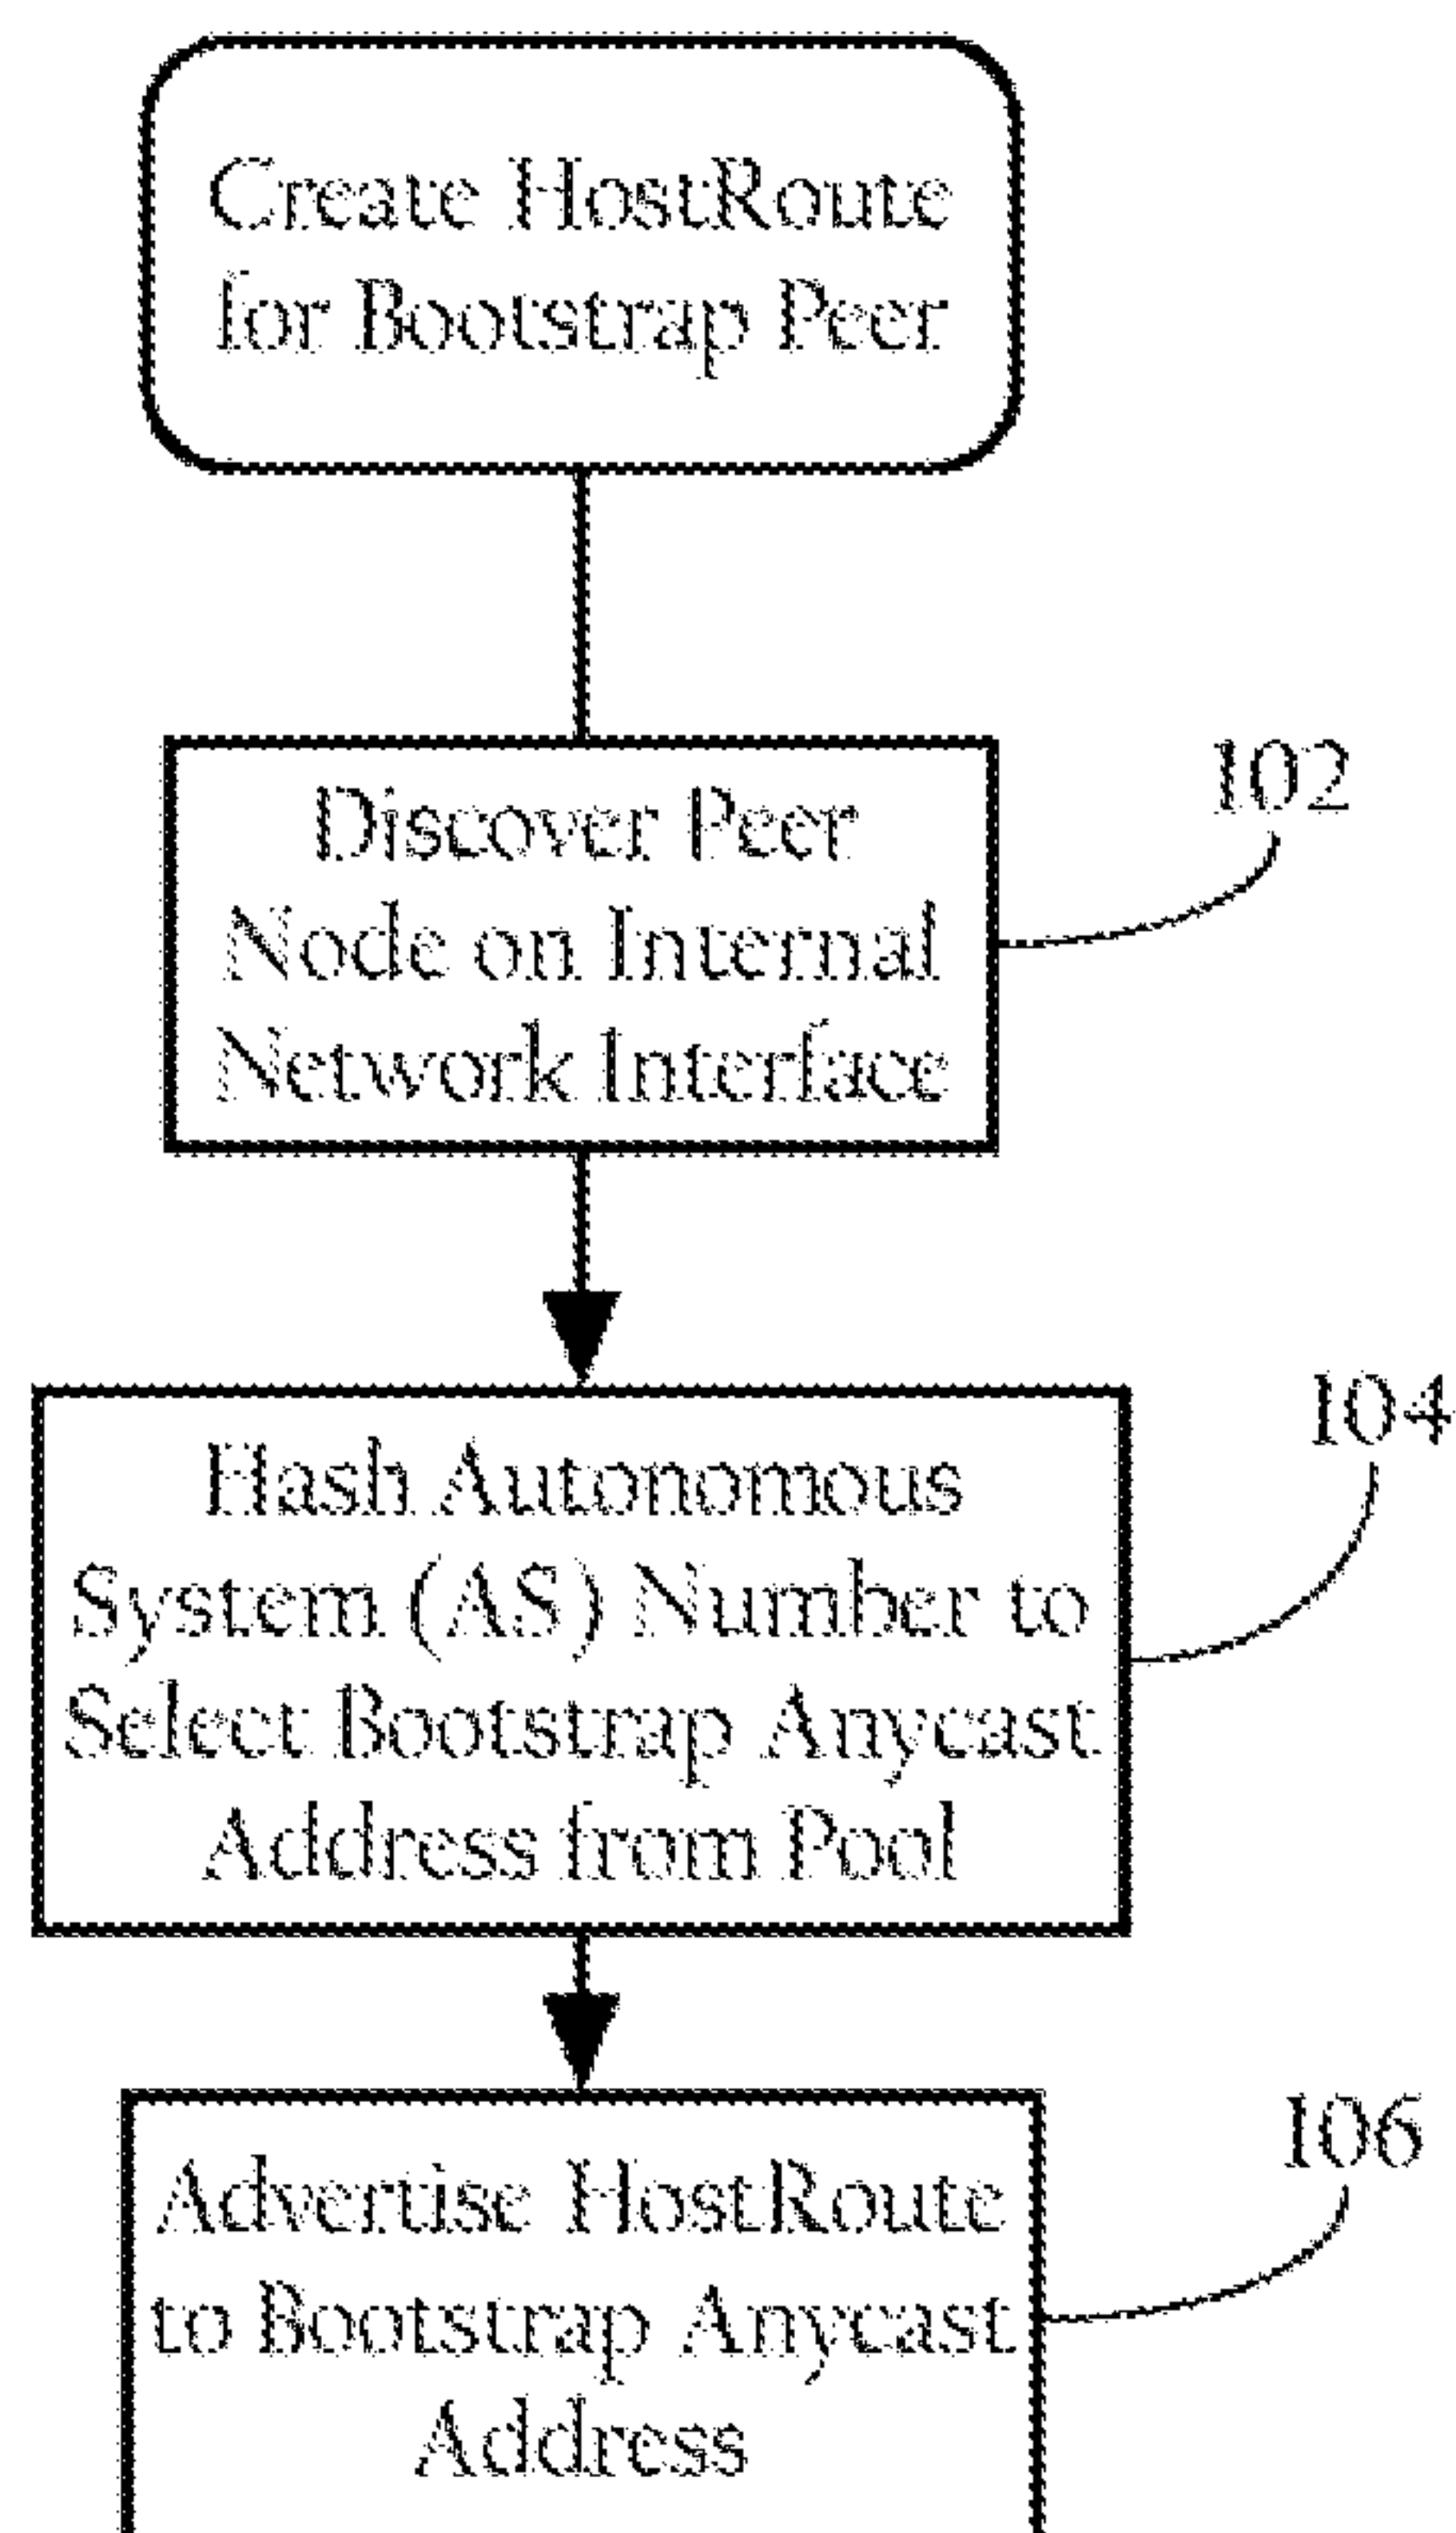 Create HostRoute
for Bootstrap Peer
Discover Peer
Node on Internal
Network Interface
102
Hash Autonomous
System (AS) Number to
Select Bootstrap Anycast
Address from Pool
104
Advertise HostRoute
to Bootstrap Anycast
Address
106